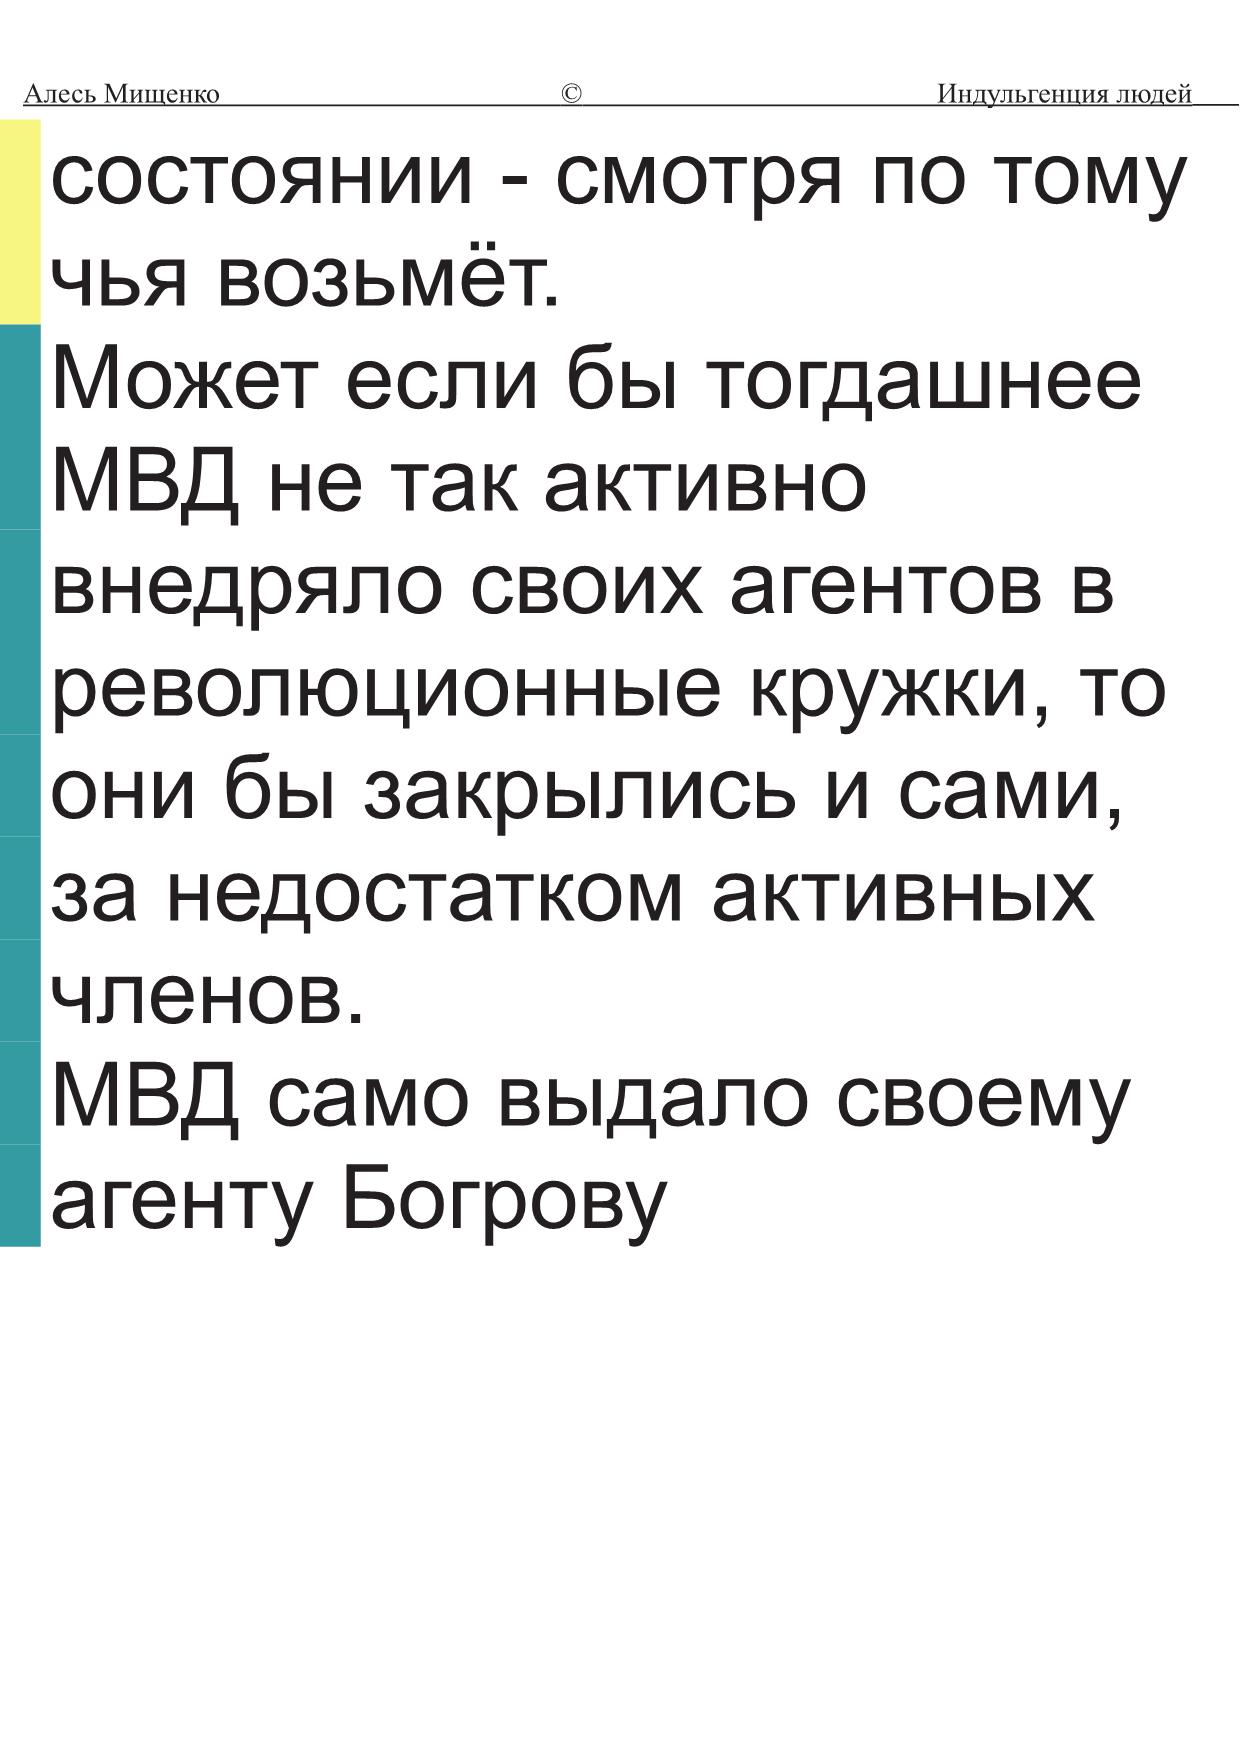 Алесь Мищенко © Индульгенция людей
состоянии - смотря по тому
чья возьмёт.
Может если бы тогдашнее
МВД не так активно
внедряло своих агентов в
революционные кружки, то
они бы закрылись и сами,
за недостатком активных
членов.
МВД само выдало своему
агенту Богрову